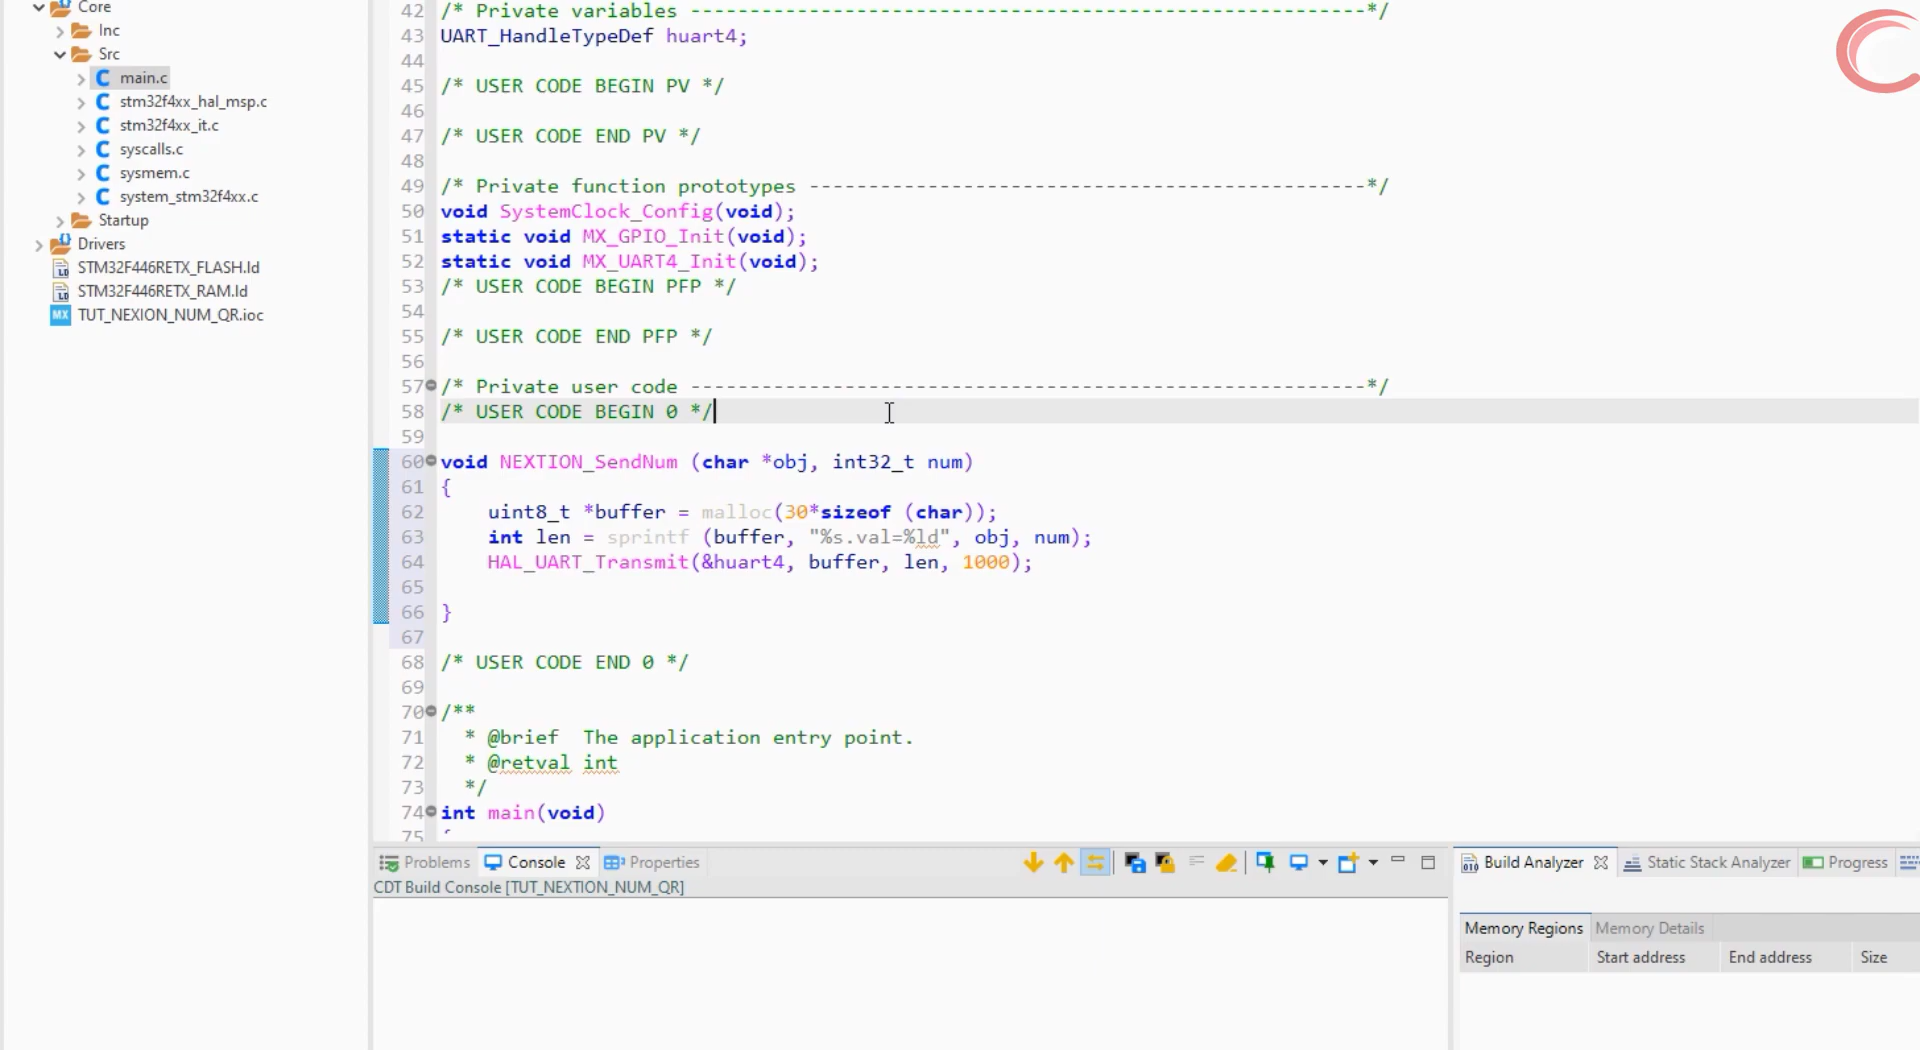 Core
Inc
Src
main.c
stm32f4xx_hal_msp.c
stm32f4xx_it.c
syscalls.c
sysmem.c
system_stm32f4xx.c
Startup
Drivers
STM32F446RETX_FLASH.ld
STM32F446RETX_RAM.ld
MX TUT_NEXION_NUM_QR.ioc
42 /* Private variables ---------------------------------------------------------*/
43 UART_HandleTypeDef huart4;
44
45 /* USER CODE BEGIN PV */
46
47 /* USER CODE END PV */
48
49 /* Private function prototypes -----------------------------------------------*/
50 void SystemClock_Config(void);
51 static void MX_GPIO_Init(void);
52 static void MX_UART4_Init(void);
53 /* USER CODE BEGIN PFP */
54
55 /* USER CODE END PFP */
56
57 /* Private user code ---------------------------------------------------------*/
58 /* USER CODE BEGIN 0 */
59
60 void NEXTION_SendNum (char *obj, int32_t num)
61 {
62     uint8_t *buffer = malloc(30*sizeof (char));
63     int len = sprintf (buffer, "%s.val=%ld", obj, num);
64     HAL_UART_Transmit(&huart4, buffer, len, 1000);
65
66 }
67
68 /* USER CODE END 0 */
69
70 /**
71   * @brief  The application entry point.
72   * @retval int
73   */
74 int main(void)
75 {
Problems Console Properties
CDT Build Console [TUT_NEXTION_NUM_QR]
Build Analyzer Static Stack Analyzer Progress
Memory Regions Memory Details
Region Start address End address Size